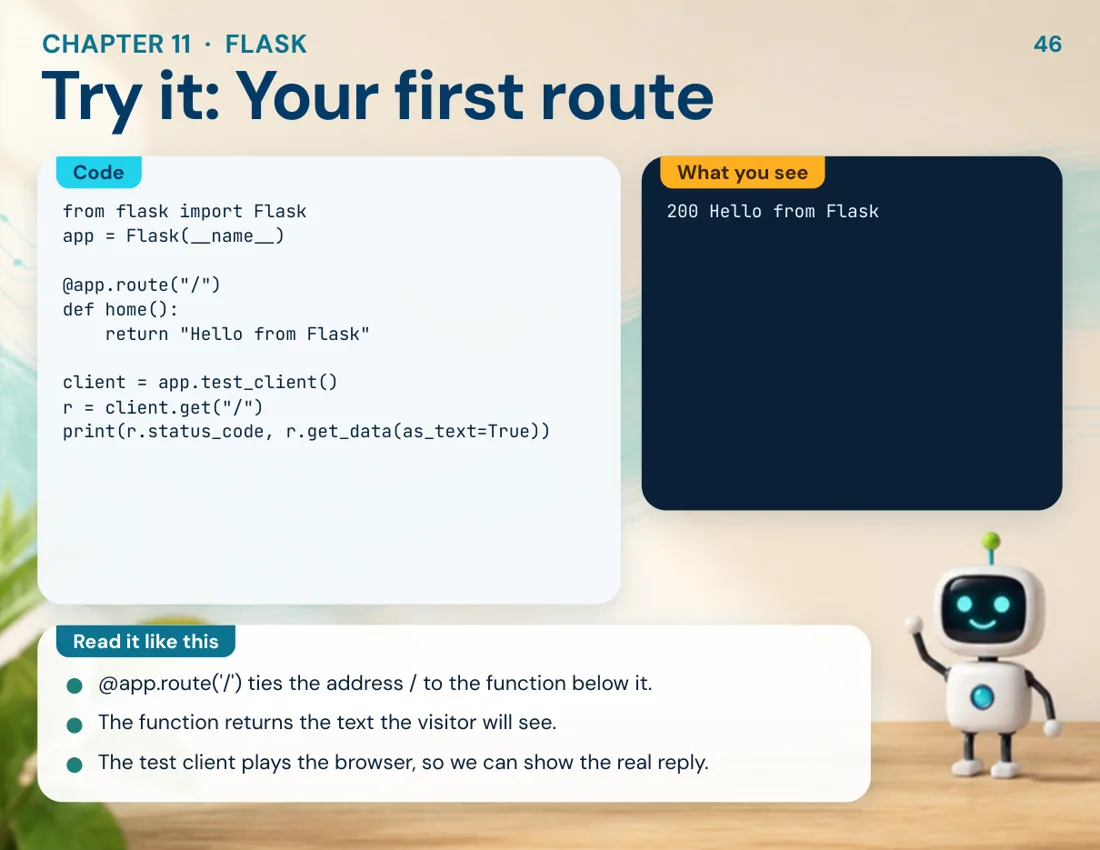 CHAPTER 11 · FLASK
46
Try it: Your first route
Code
from flask import Flask
app = Flask(__name__)

@app.route("/")
def home():
    return "Hello from Flask"

client = app.test_client()
r = client.get("/")
print(r.status_code, r.get_data(as_text=True))
What you see
200 Hello from Flask
Read it like this
@app.route('/') ties the address / to the function below it.
The function returns the text the visitor will see.
The test client plays the browser, so we can show the real reply.